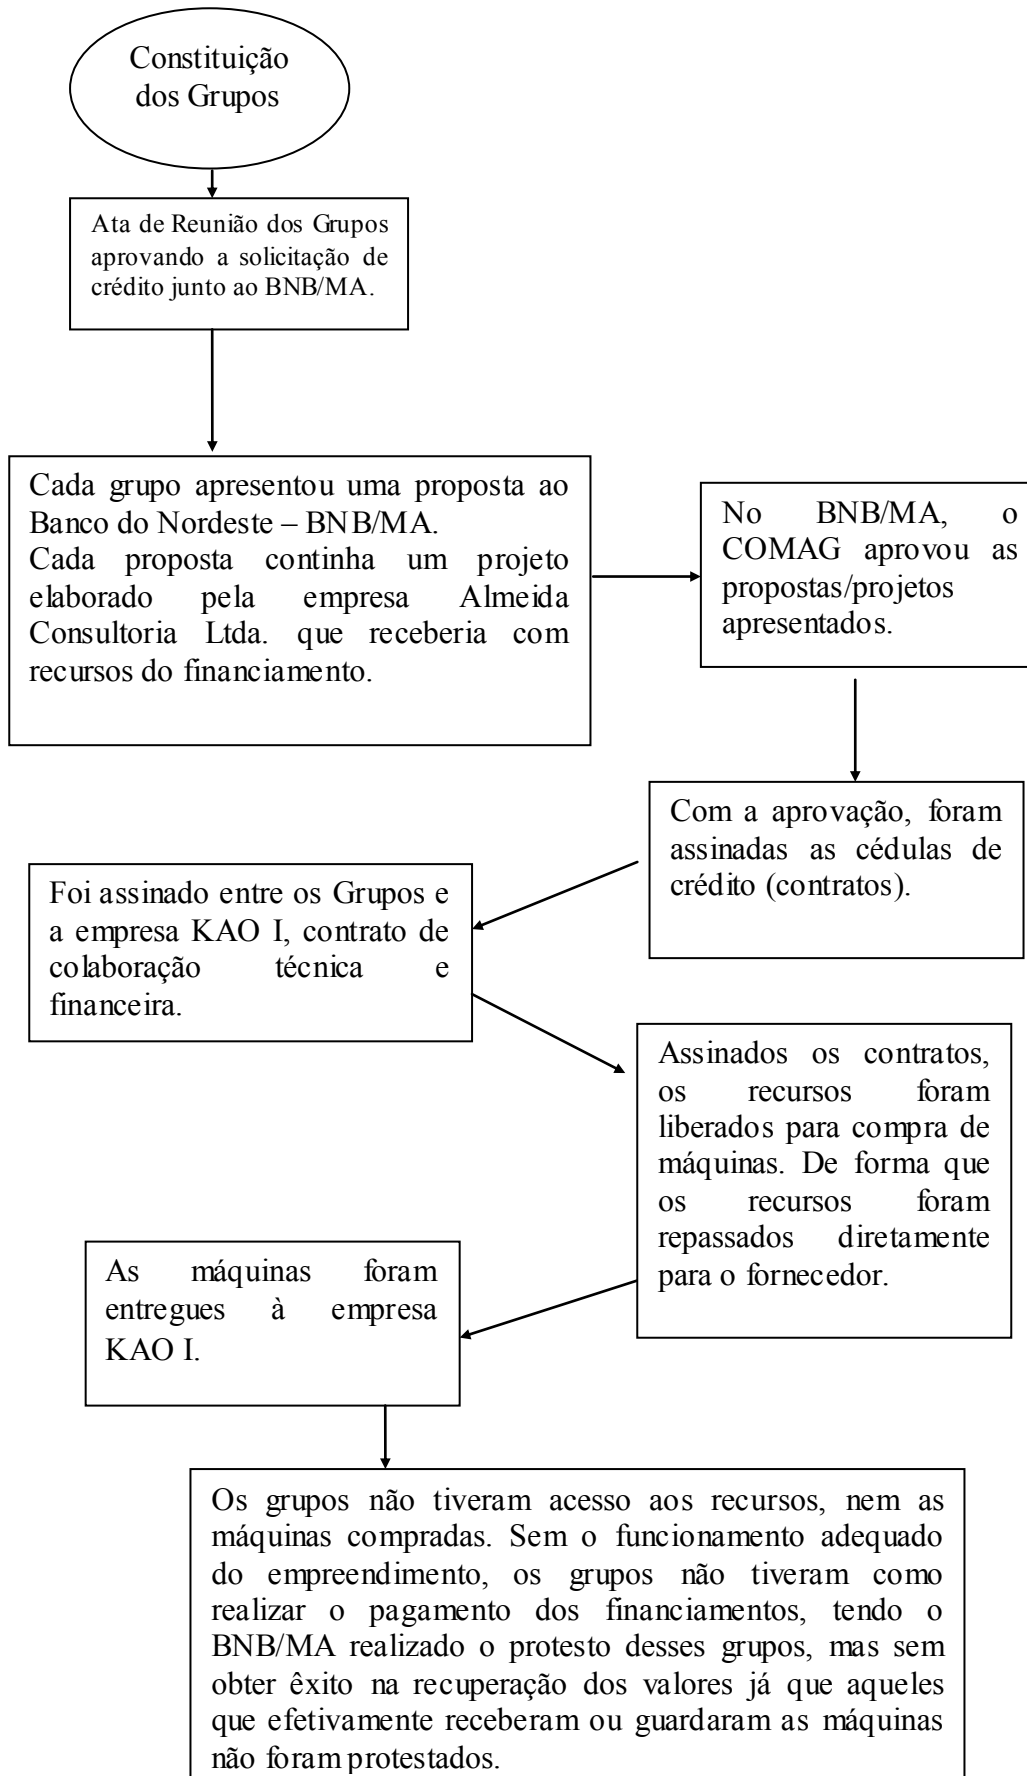 Constituição
dos Grupos
Ata de Reunião dos Grupos
aprovando a solicitação de
crédito junto ao BNB/MA.
Cada grupo apresentou uma proposta ao
Banco do Nordeste – BNB/MA.
Cada proposta continha um projeto
elaborado pela empresa Almeida
Consultoria Ltda. que receberia com
recursos do financiamento.
No BNB/MA, o
COMAG aprovou as
propostas/projetos
apresentados.
Com a aprovação, foram
assinadas as cédulas de
crédito (contratos).
Foi assinado entre os Grupos e
a empresa KAO I, contrato de
colaboração técnica e
financeira.
Assinados os contratos,
os recursos foram
liberados para compra de
máquinas. De forma que
os recursos foram
repassados diretamente
para o fornecedor.
As máquinas foram
entregues à empresa
KAO I.
Os grupos não tiveram acesso aos recursos, nem as
máquinas compradas. Sem o funcionamento adequado
do empreendimento, os grupos não tiveram como
realizar o pagamento dos financiamentos, tendo o
BNB/MA realizado o protesto desses grupos, mas sem
obter êxito na recuperação dos valores já que aqueles
que efetivamente receberam ou guardaram as máquinas
não foram protestados.